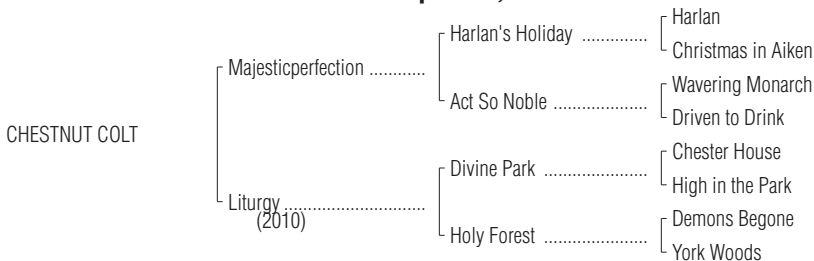 Harlan
Harlan's Holiday ..............
Christmas in Aiken
Majesticperfection ............
Wavering Monarch
Act So Noble ....................
Driven to Drink
CHESTNUT COLT
Chester House
Divine Park ......................
High in the Park
Liturgy ..............................
(2010)
Demons Begone
Holy Forest ......................
York Woods